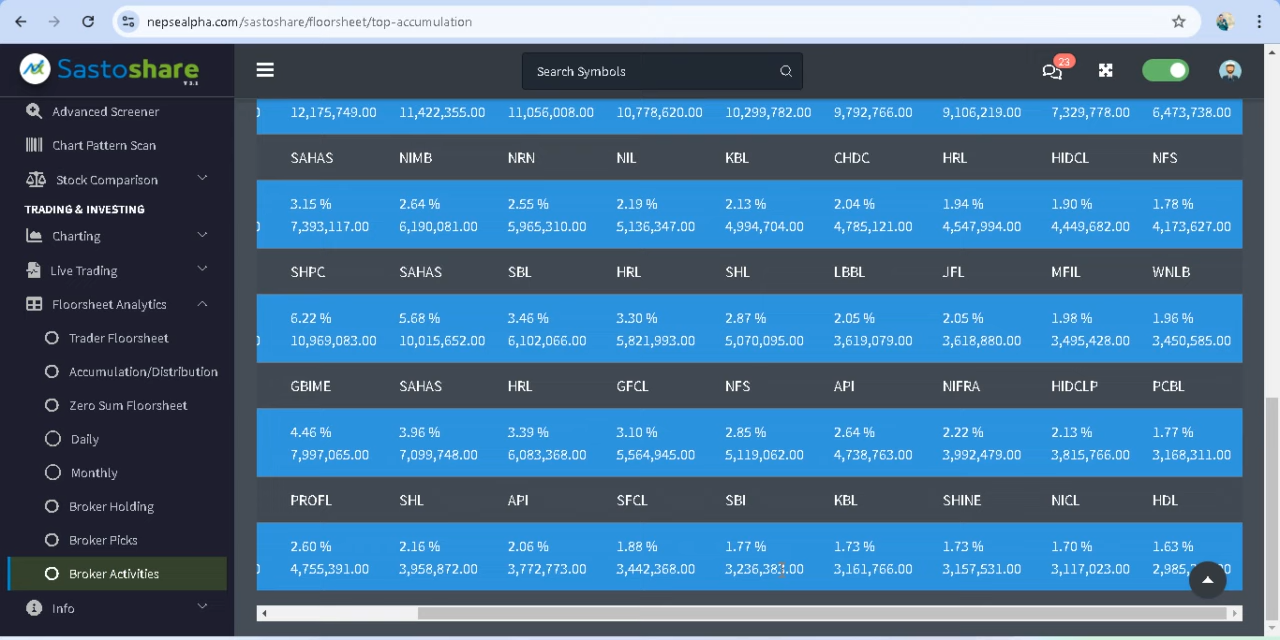 nepsealpha.com/sastoshare/floorsheet/top-accumulation
Sastoshare
Search Symbols
23
Advanced Screener
Chart Pattern Scan
Stock Comparison
TRADING & INVESTING
Charting
Live Trading
Floorsheet Analytics
Trader Floorsheet
Accumulation/Distribution
Zero Sum Floorsheet
Daily
Monthly
Broker Holding
Broker Picks
Broker Activities
Info
12,175,749.00 11,422,355.00 11,056,008.00 10,778,620.00 10,299,782.00 9,792,766.00 9,106,219.00 7,329,778.00 6,473,738.00
SAHAS NIMB NRN NIL KBL CHDC HRL HIDCL NFS
3.15 % 2.64 % 2.55 % 2.19 % 2.13 % 2.04 % 1.94 % 1.90 % 1.78 %
7,393,117.00 6,190,081.00 5,965,310.00 5,136,347.00 4,994,704.00 4,785,121.00 4,547,994.00 4,449,682.00 4,173,627.00
SHPC SAHAS SBL HRL SHL LBBL JFL MFIL WNLB
6.22 % 5.68 % 3.46 % 3.30 % 2.87 % 2.05 % 2.05 % 1.98 % 1.96 %
10,969,083.00 10,015,652.00 6,102,066.00 5,821,993.00 5,070,095.00 3,619,079.00 3,618,880.00 3,495,428.00 3,450,585.00
GBIME SAHAS HRL GFCL NFS API NIFRA HIDCLP PCBL
4.46 % 3.96 % 3.39 % 3.10 % 2.85 % 2.64 % 2.22 % 2.13 % 1.77 %
7,997,065.00 7,099,748.00 6,083,368.00 5,564,945.00 5,119,062.00 4,738,763.00 3,992,479.00 3,815,766.00 3,168,311.00
PROFL SHL API SFCL SBI KBL SHINE NICL HDL
2.60 % 2.16 % 2.06 % 1.88 % 1.77 % 1.73 % 1.73 % 1.70 % 1.63 %
4,755,391.00 3,958,872.00 3,772,773.00 3,442,368.00 3,236,383.00 3,161,766.00 3,157,531.00 3,117,023.00